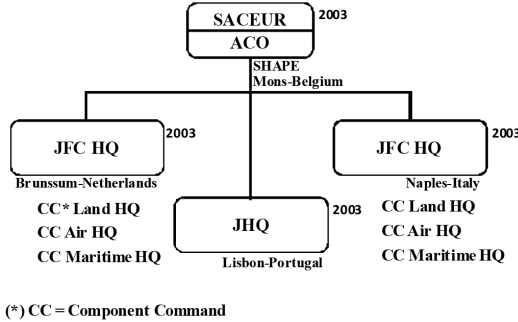 SACEUR
2003
ACO
SHAPE
Mons-Belgium
2003
JFC HQ
Brunssum-Netherlands
CC* Land HQ
CC Air HQ
CC Maritime HQ
2003
JHQ
Lisbon-Portugal
2003
JFC HQ
Naples-Italy
CC Land HQ
CC Air HQ
CC Maritime HQ
(*) CC = Component Command